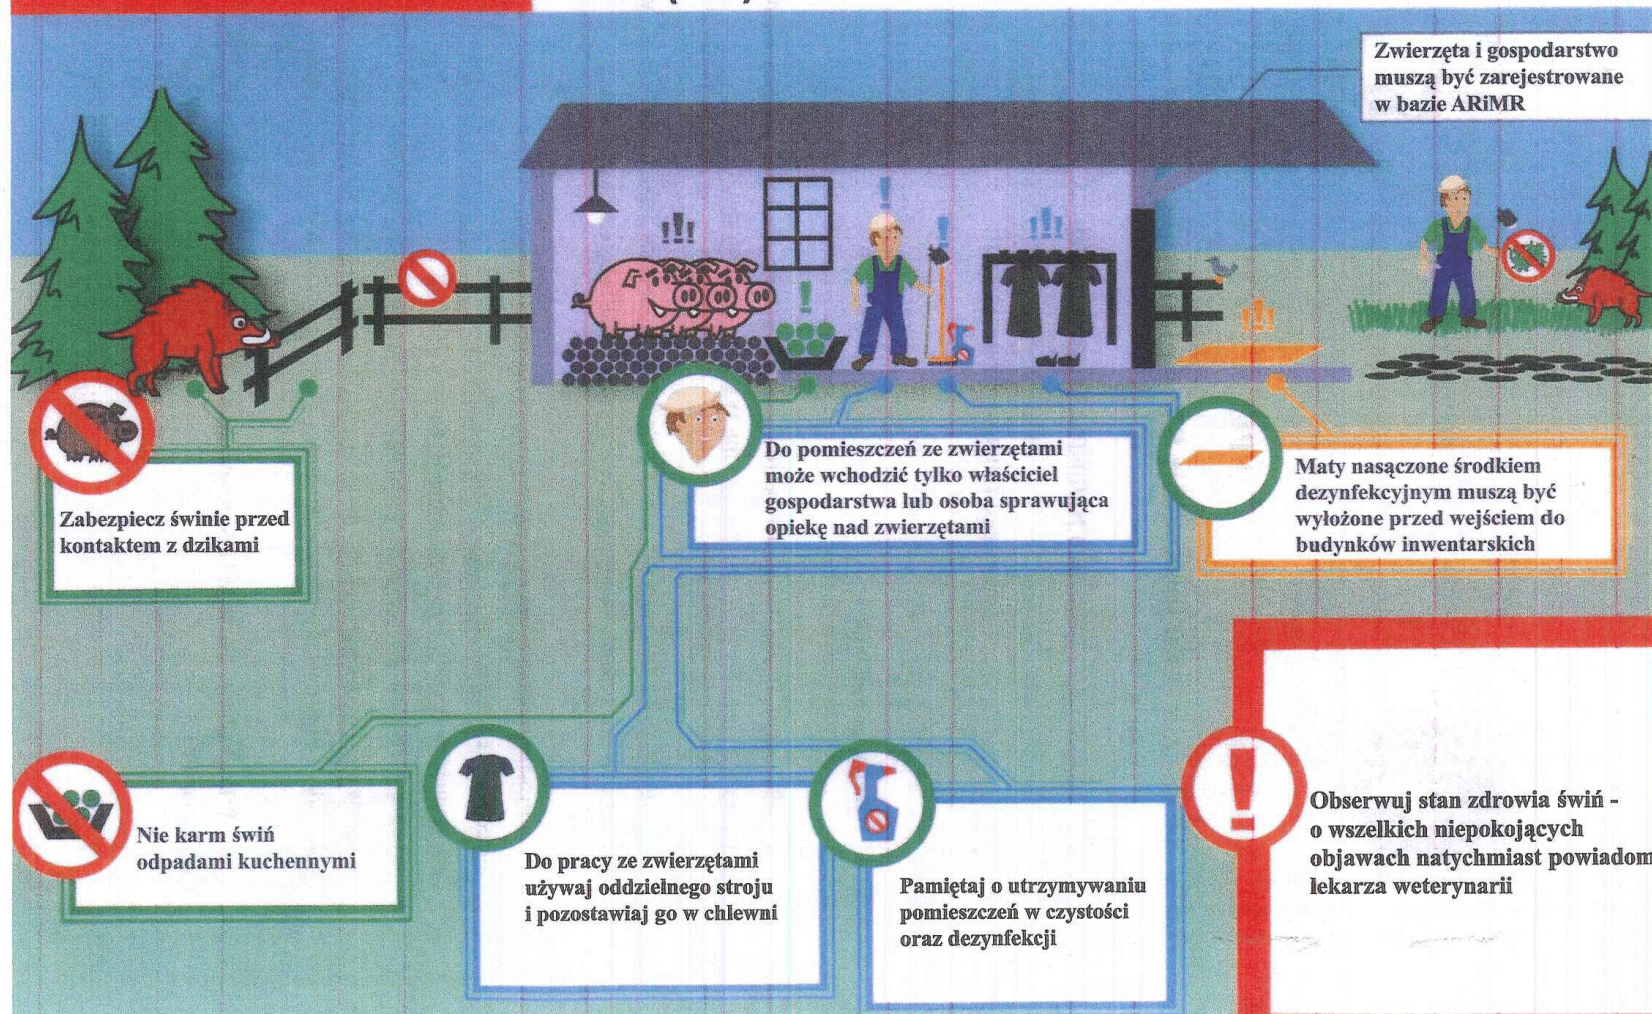 Zwierzęta i gospodarstwo
muszą być zarejestrowane
w bazie ARiMR
Zabezpiecz świnie przed
kontaktem z dzikami
Do pomieszczeń ze zwierzętami
może wchodzić tylko właściciel
gospodarstwa lub osoba sprawująca
opiekę nad zwierzętami
Maty nasączone środkiem
dezynfekcyjnym muszą być
wyłożone przed wejściem do
budynków inwentarskich
Nie karm świń
odpadami kuchennymi
Do pracy ze zwierzętami
używaj oddzielnego stroju
i pozostawiaj go w chlewni
Pamiętaj o utrzymywaniu
pomieszczeń w czystości
oraz dezynfekcji
Obserwuj stan zdrowia świń -
o wszelkich niepokojących
objawach natychmiast powiadom
lekarza weterynarii